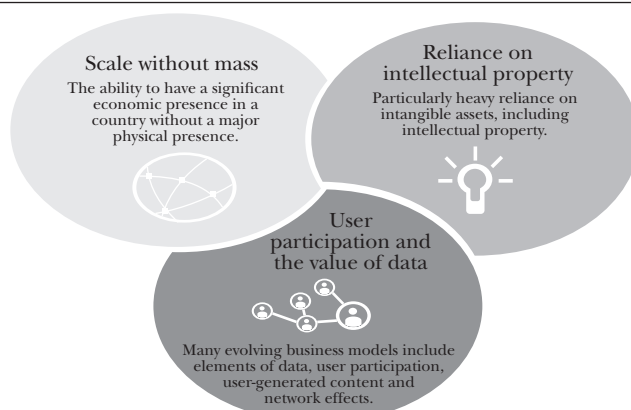 Scale without mass
The ability to have a significant
economic presence in a
country without a major
physical presence.
Reliance on
intellectual property
Particularly heavy reliance on
intangible assets, including
intellectual property.
User
participation and
the value of data
Many evolving business models include
elements of data, user participation,
user-generated content and
network effects.